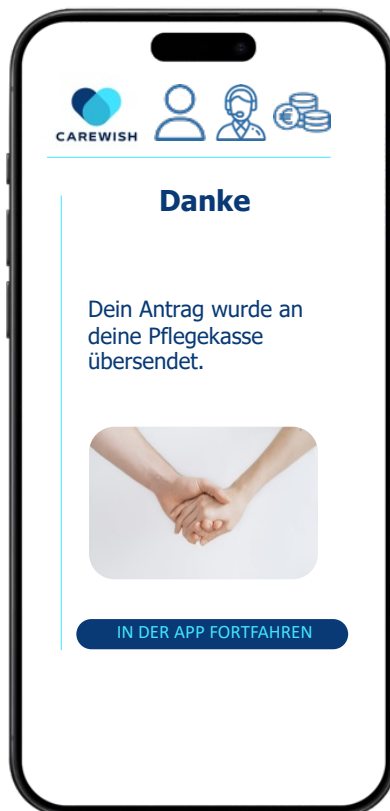 CAREWISH
Danke
Dein Antrag wurde an
deine Pflegekasse
übersendet.
IN DER APP FORTFAHREN